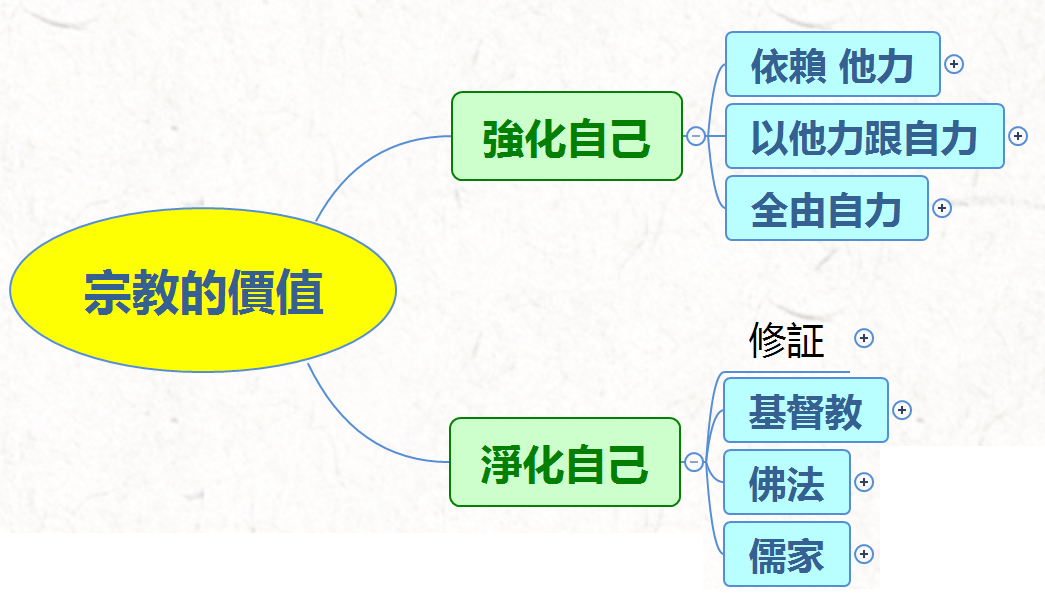 宗教的價值
強化自己
依賴 他力
以他力跟自力
全由自力
淨化自己
修証
基督教
佛法
儒家